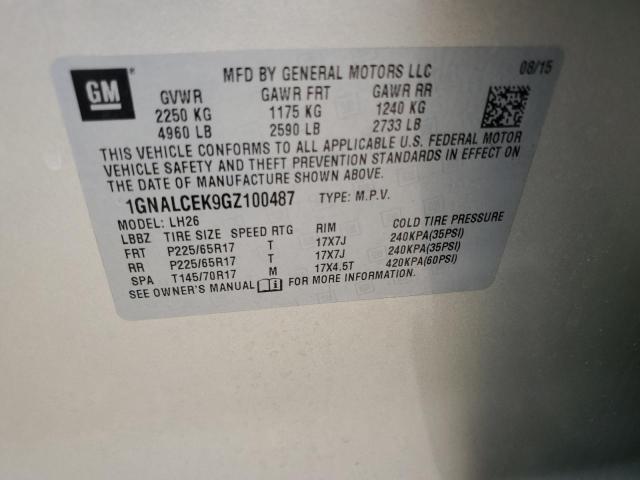 GM
MFD BY GENERAL MOTORS LLC 08/15
GVWR GAWR FRT GAWR RR
2250 KG 1175 KG 1240 KG
4960 LB 2590 LB 2733 LB
THIS VEHICLE CONFORMS TO ALL APPLICABLE U.S. FEDERAL MOTOR
VEHICLE SAFETY AND THEFT PREVENTION STANDARDS IN EFFECT ON
THE DATE OF MANUFACTURE SHOWN ABOVE.
1GNALCEK9GZ100487 TYPE: M.P.V.
MODEL: LH26
LBBZ TIRE SIZE SPEED RTG RIM COLD TIRE PRESSURE
FRT P225/65R17 T 17X7J 240KPA(35PSI)
RR P225/65R17 T 17X7J 240KPA(35PSI)
SPA T145/70R17 M 17X4.5T 420KPA(60PSI)
SEE OWNER'S MANUAL FOR MORE INFORMATION.